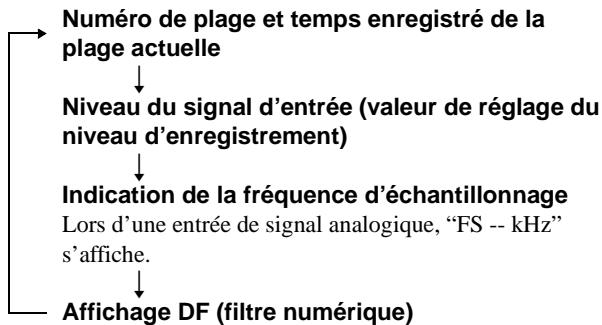 Numéro de plage et temps enregistré de la
plage actuelle
Niveau du signal d’entrée (valeur de réglage du
niveau d’enregistrement)
Indication de la fréquence d’échantillonnage
Lors d’une entrée de signal analogique, “FS -- kHz”
s’affiche.
Affichage DF (filtre numérique)